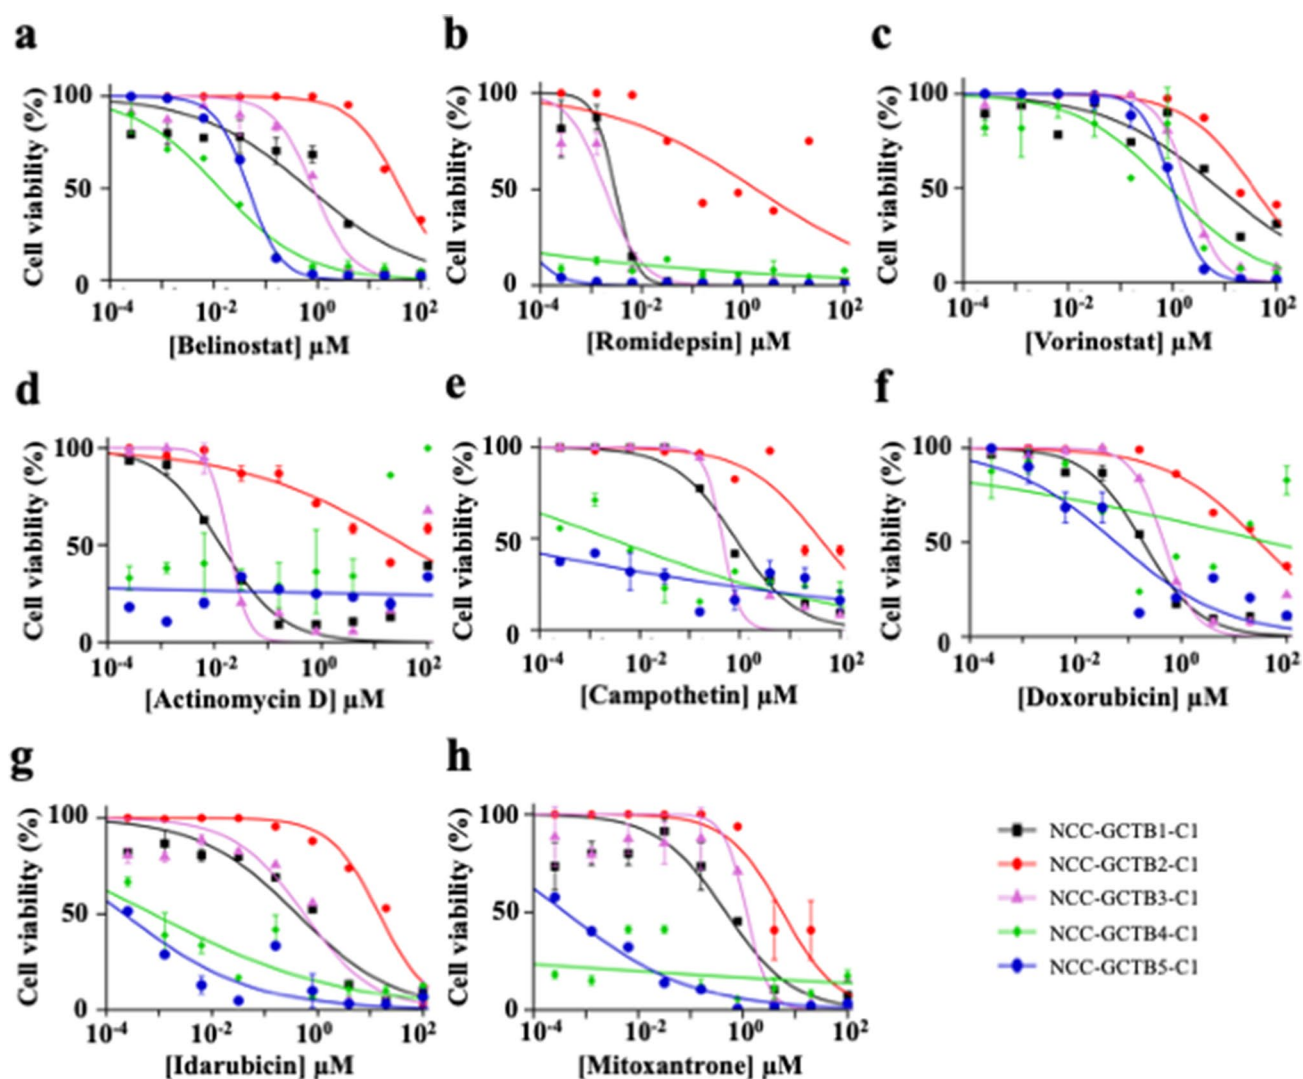 a
b
c
Cell viability (%)
100
50
0
10-4
10-2
100
102
[Belinostat] µM
Cell viability (%)
100
50
0
10-4
10-2
100
102
[Romidepsin] µM
Cell viability (%)
100
50
0
10-4
10-2
100
102
[Vorinostat] µM
d
e
f
Cell viability (%)
100
50
0
10-4
10-2
100
102
[Actinomycin D] µM
Cell viability (%)
100
50
0
10-4
10-2
100
102
[Campothetin] µM
Cell viability (%)
100
50
0
10-4
10-2
100
102
[Doxorubicin] µM
g
h
Cell viability (%)
100
50
0
10-4
10-2
100
102
[Idarubicin] µM
Cell viability (%)
100
50
0
10-4
10-2
100
102
[Mitoxantrone] µM
NCC-GCTB1-C1
NCC-GCTB2-C1
NCC-GCTB3-C1
NCC-GCTB4-C1
NCC-GCTB5-C1